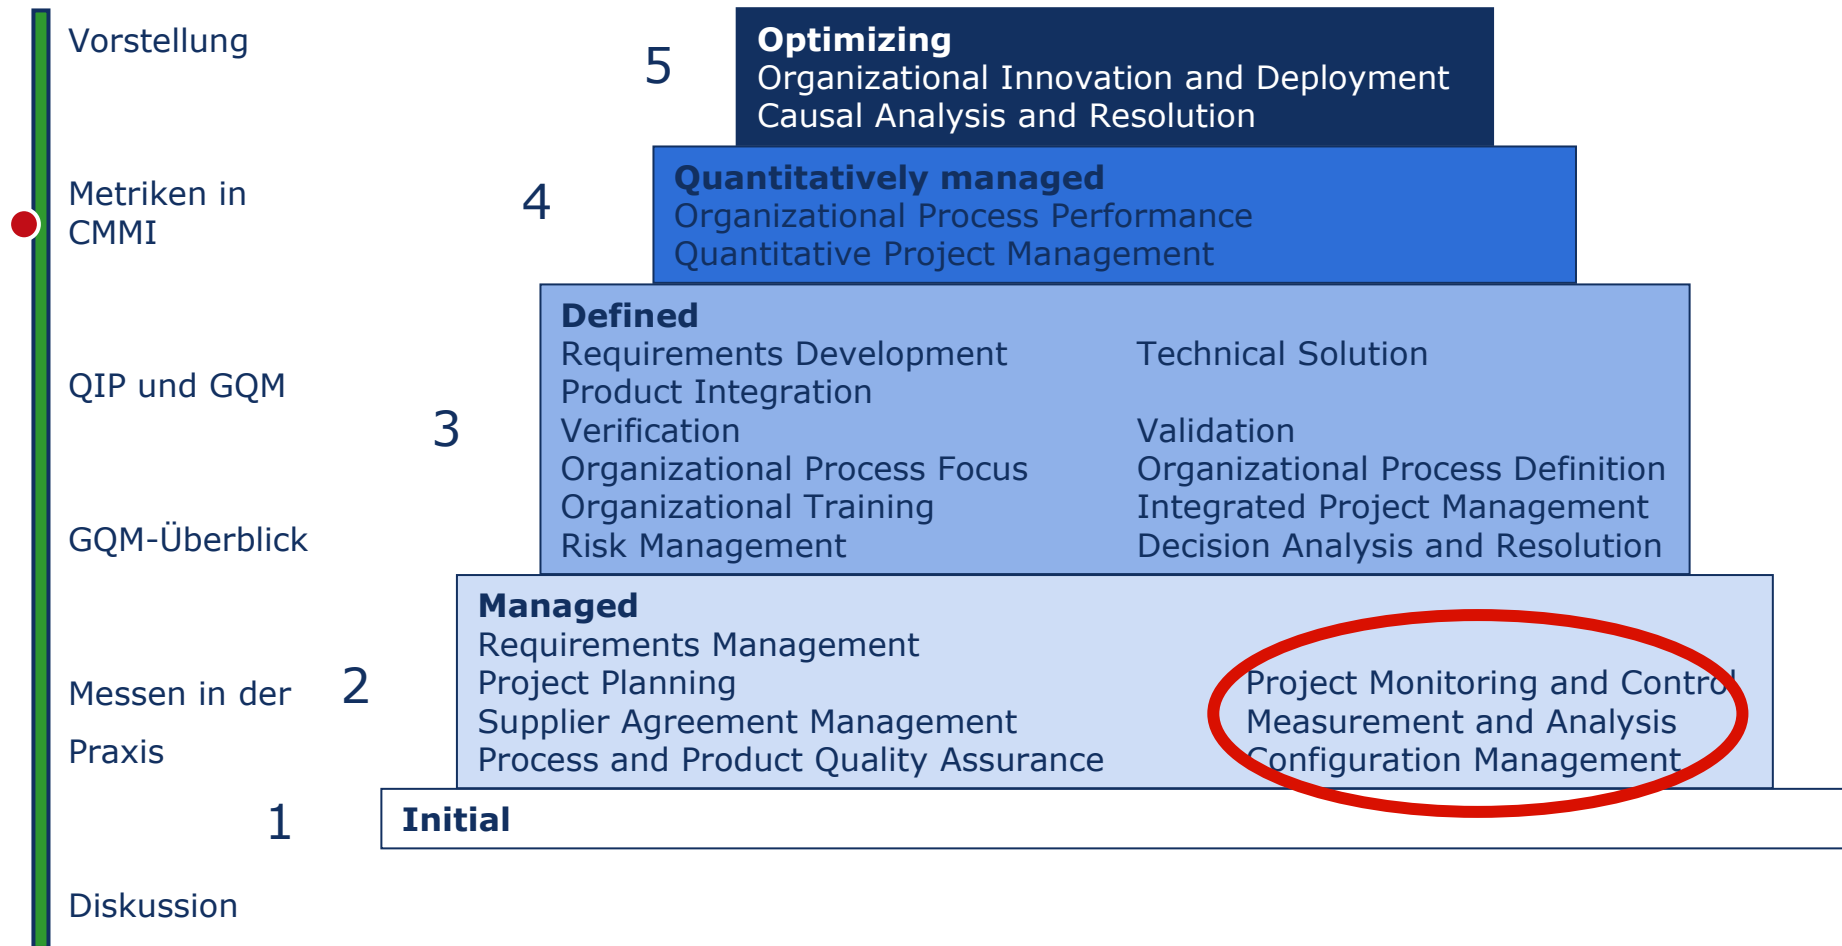 Vorstellung
Metriken in
CMMI
QIP und GQM
GQM-Überblick
Messen in der
Praxis
Diskussion
5
Optimizing
Organizational Innovation and Deployment
Causal Analysis and Resolution
4
Quantitatively managed
Organizational Process Performance
Quantitative Project Management
3
Defined
Requirements Development Technical Solution
Product Integration
Verification Validation
Organizational Process Focus Organizational Process Definition
Organizational Training Integrated Project Management
Risk Management Decision Analysis and Resolution
2
Managed
Requirements Management
Project Planning Project Monitoring and Control
Supplier Agreement Management Measurement and Analysis
Process and Product Quality Assurance Configuration Management
1
Initial